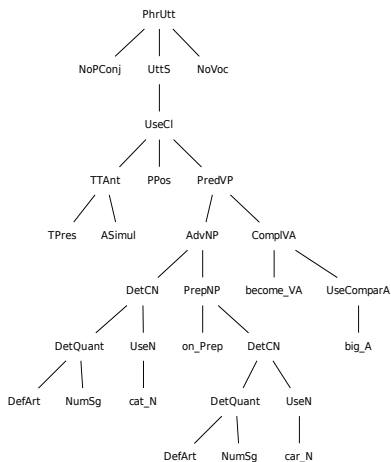 PhrUtt
NoPConj UttS NoVoc
UseCl
TTAnt PPos PredVP
TPres ASimul AdvNP ComplVA
DetCN PrepNP become_VA UseComparA
DetQuant UseN on_Prep DetCN big_A
DefArt NumSg cat_N DetQuant UseN
DefArt NumSg car_N